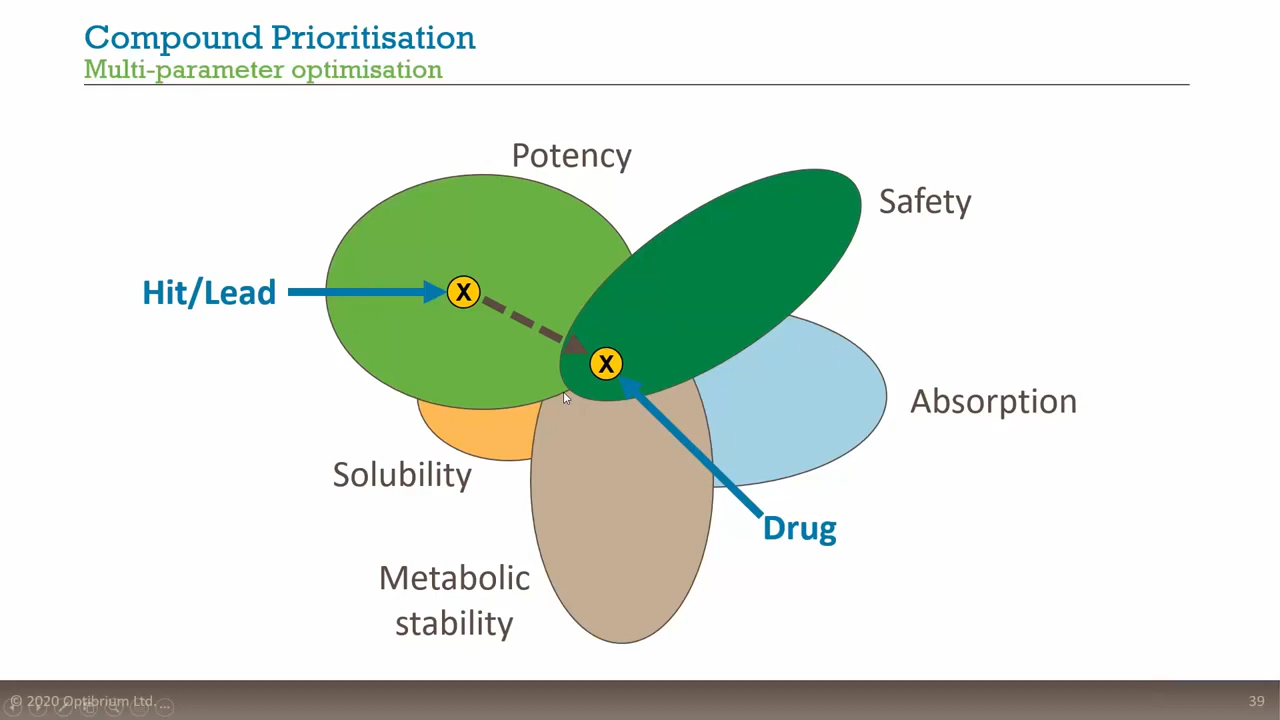 Compound Prioritisation
Multi-parameter optimisation
Potency
Safety
Hit/Lead
X
X
Absorption
Solubility
Drug
Metabolic
stability
© 2020 Optibrium Ltd.
39